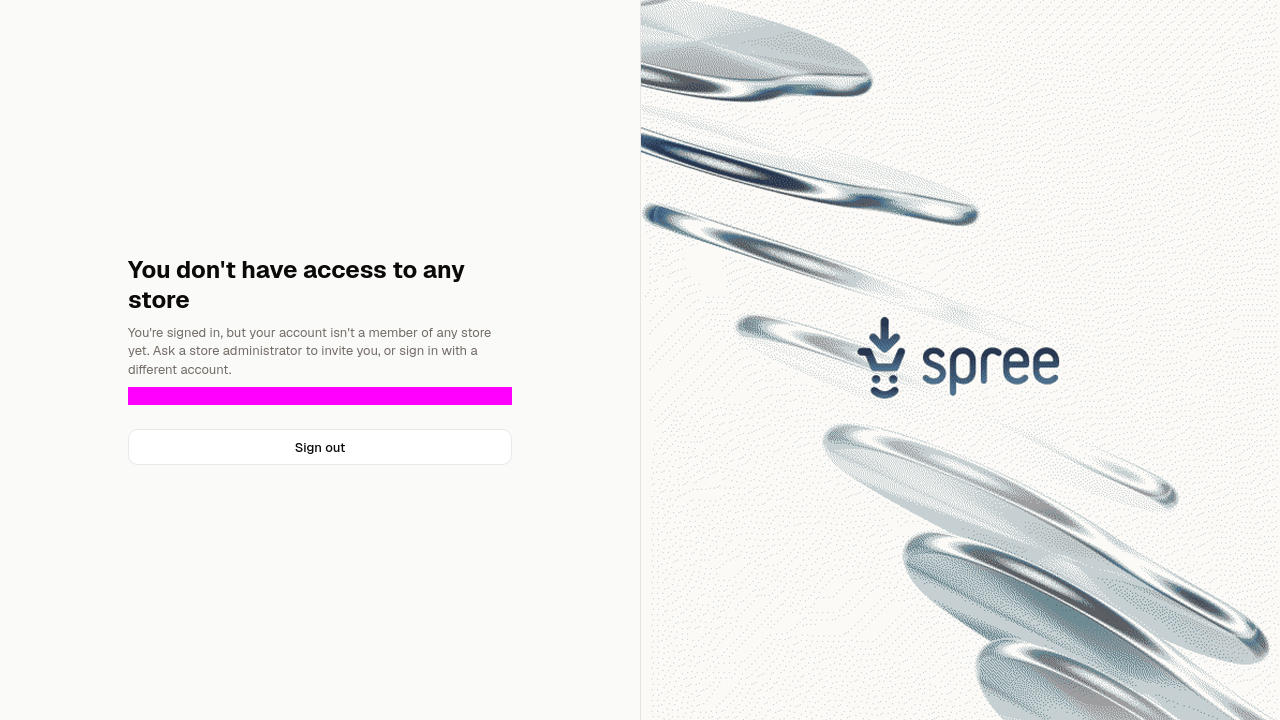 You don't have access to any
store
You're signed in, but your account isn't a member of any store
yet. Ask a store administrator to invite you, or sign in with a
different account.
Sign out
spree